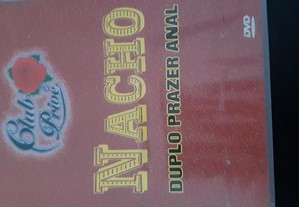 Club
Privé
NACHO
DUPLO PRAZER ANAL
DVD